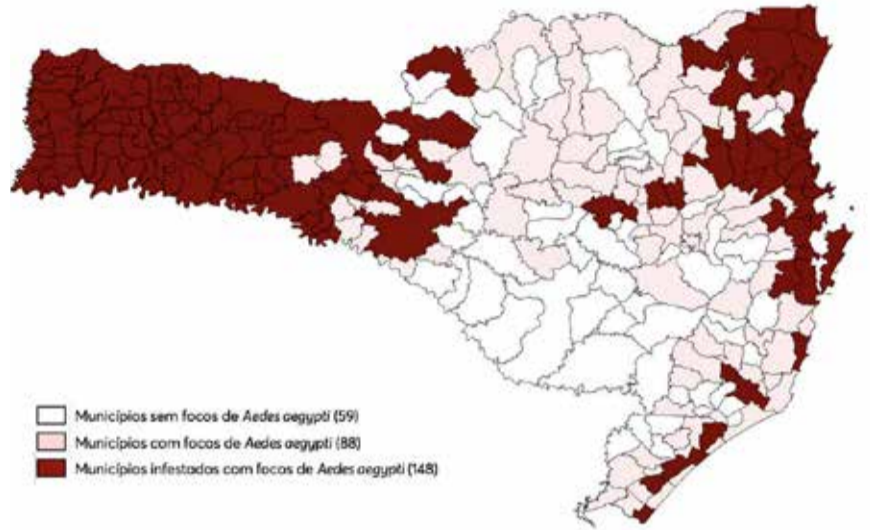 Municípios sem focos de Aedes aegypti (59)
Municípios com focos de Aedes aegypti (88)
Municípios infestados com focos de Aedes aegypti (148)